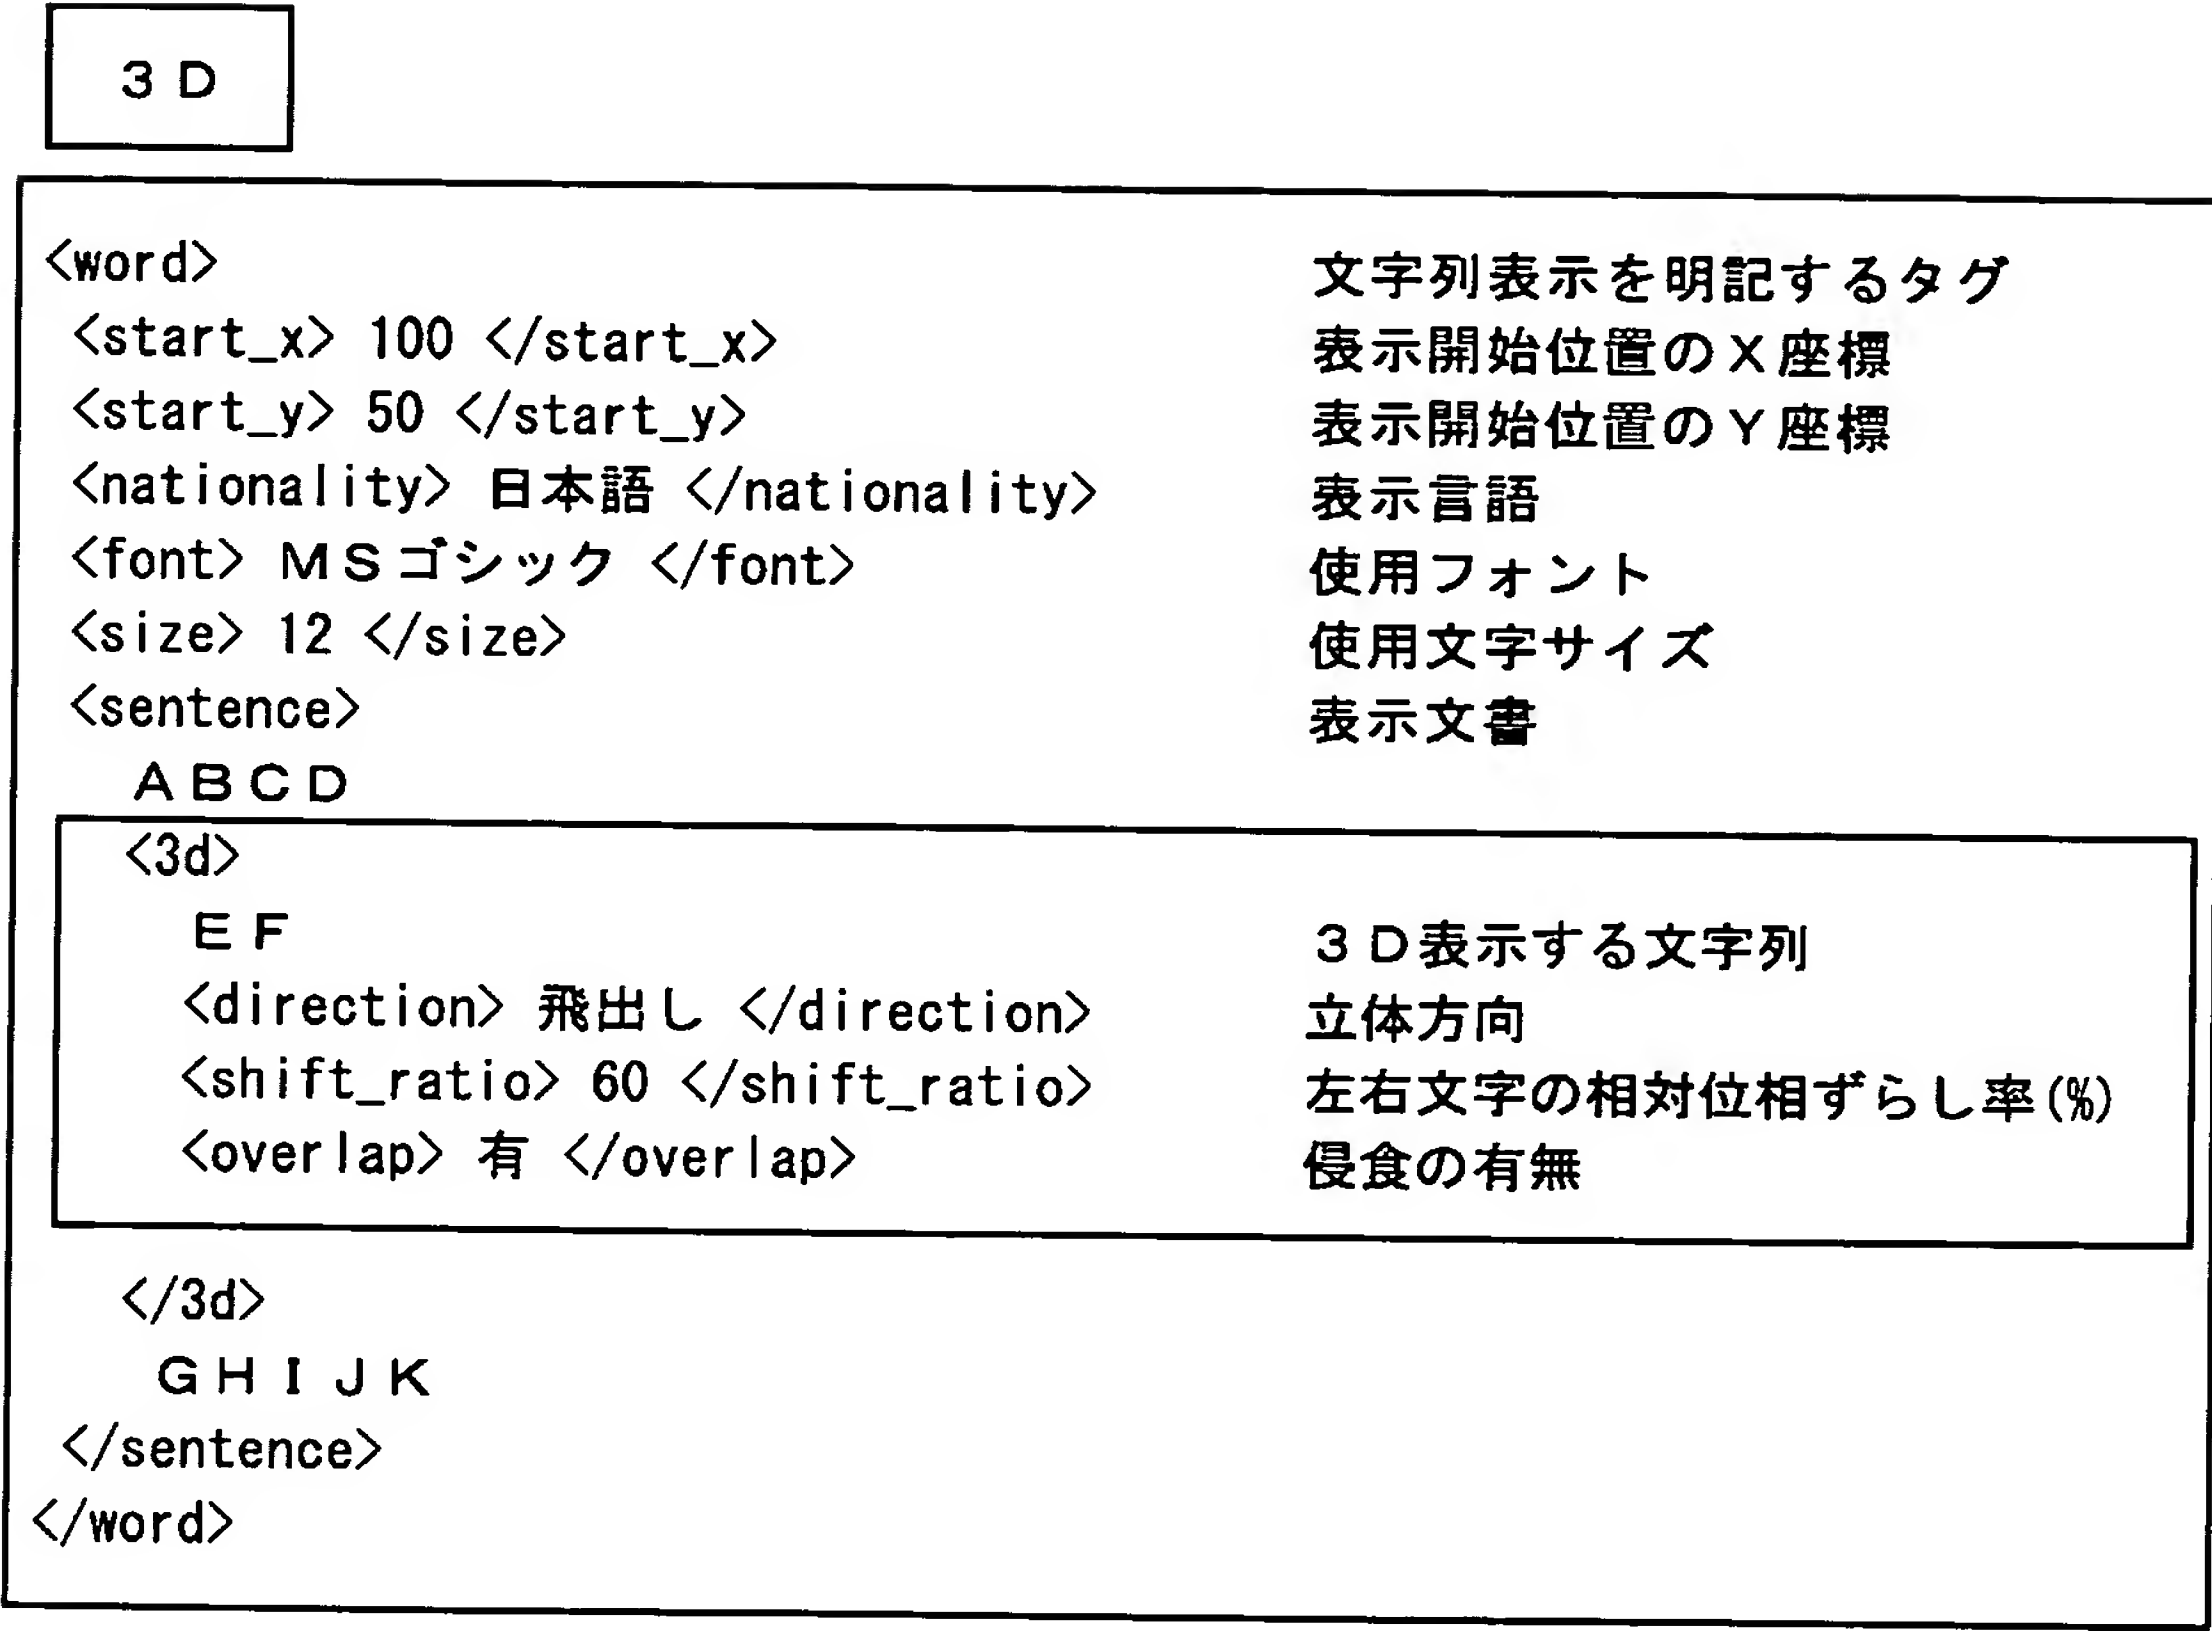 3D
<word> 文字列表示を明記するタグ
<start_x> 100 </start_x> 表示開始位置のX座標
<start_y> 50 </start_y> 表示開始位置のY座標
<nationality> 日本語 </nationality> 表示言語
<font> MSゴシック </font> 使用フォント
<size> 12 </size> 使用文字サイズ
<sentence> 表示文書
ABCD
<3d>
EF 3D表示する文字列
<direction> 飛出し </direction> 立体方向
<shift_ratio> 60 </shift_ratio> 左右文字の相対位相ずらし率(%)
<overlap> 有 </overlap> 侵食の有無
</3d>
GHIJK
</sentence>
</word>